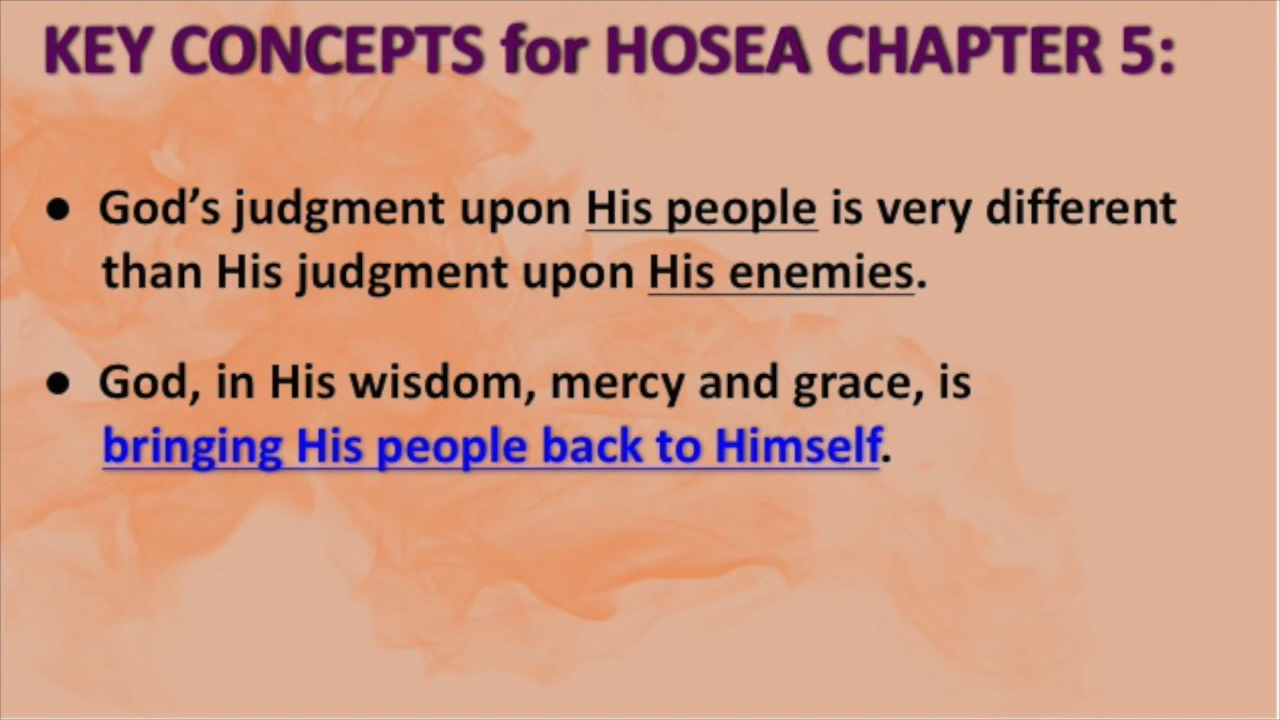 KEY CONCEPTS for HOSEA CHAPTER 5:
● God’s judgment upon His people is very different
than His judgment upon His enemies.
● God, in His wisdom, mercy and grace, is
bringing His people back to Himself.